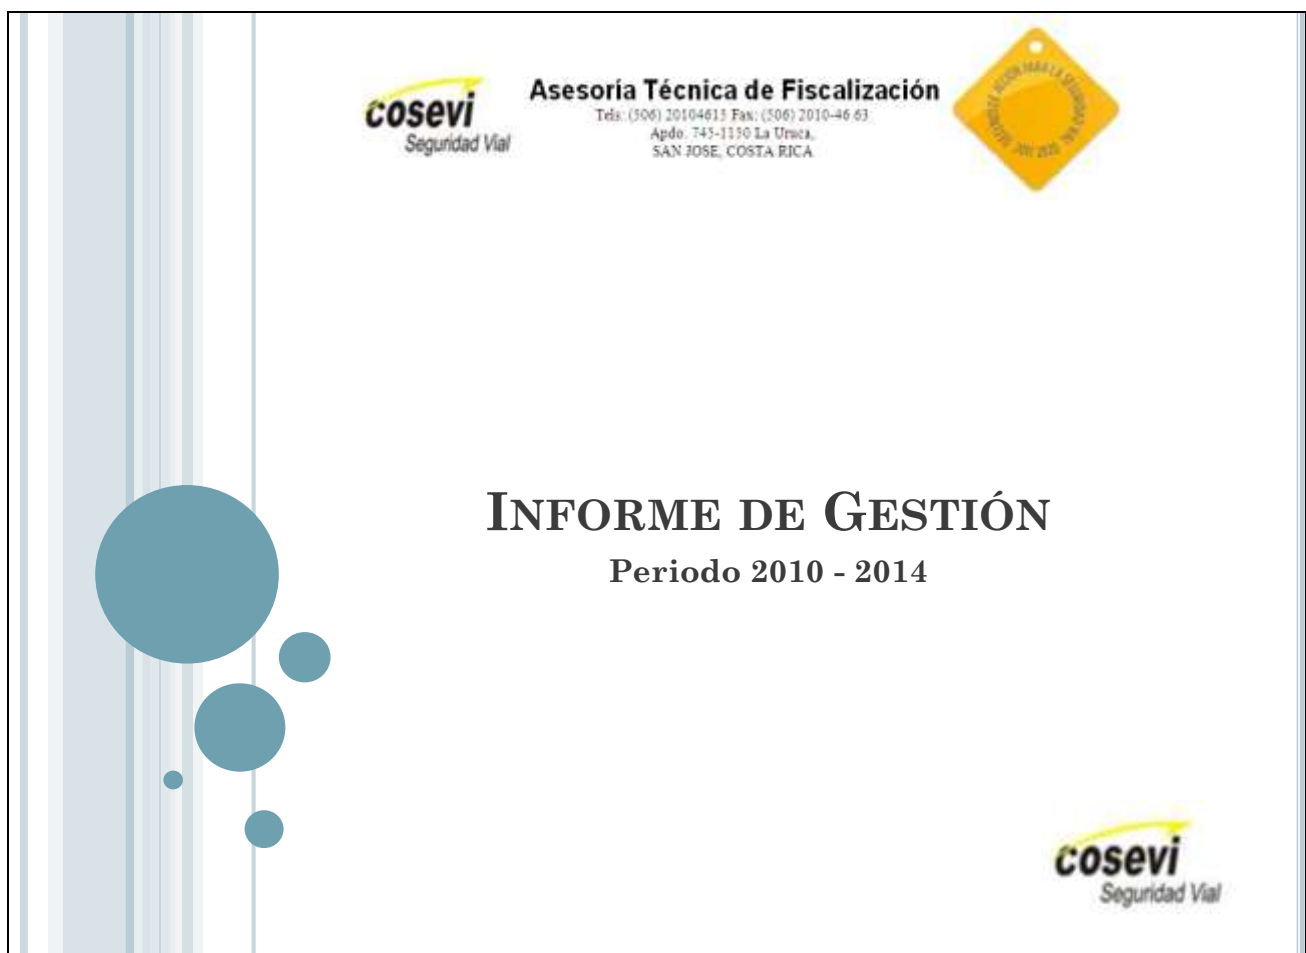 cosevi
Seguridad Vial
Asesoría Técnica de Fiscalización
Tels: (506) 20104615 Fax: (506) 2010-46 63
Apdo. 745-1150 La Uruca,
SAN JOSE, COSTA RICA
INFORME DE GESTIÓN
Periodo 2010 - 2014
cosevi
Seguridad Vial